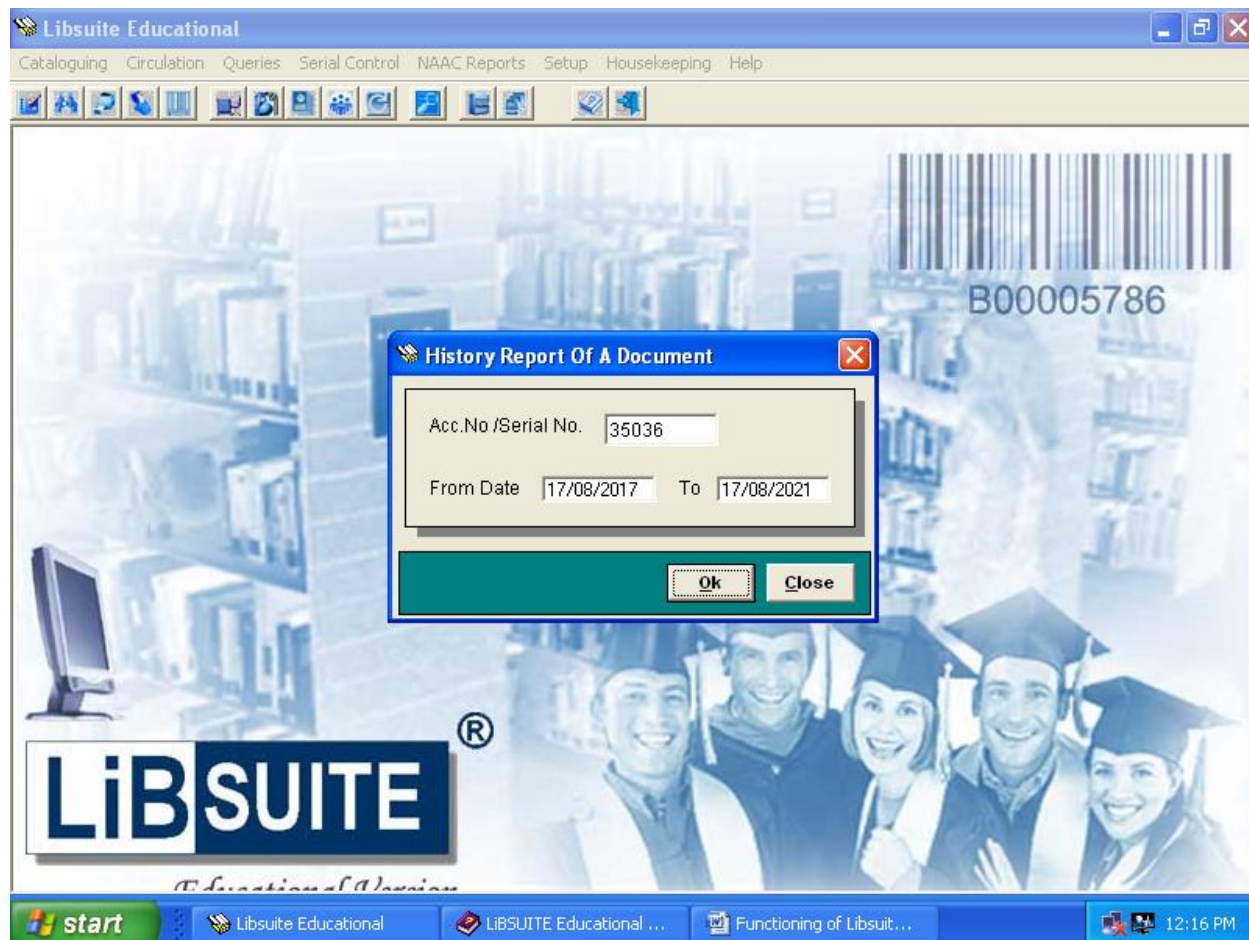 Libsuite Educational
Cataloguing Circulation Queries Serial Control NAAC Reports Setup Housekeeping Help
B00005786
History Report Of A Document
Acc.No /Serial No. 35036
From Date 17/08/2017 To 17/08/2021
Ok Close
®
LiBSUITE
Educational Version
start Libsuite Educational LiBSUITE Educational ... Functioning of Libsuit... 12:16 PM